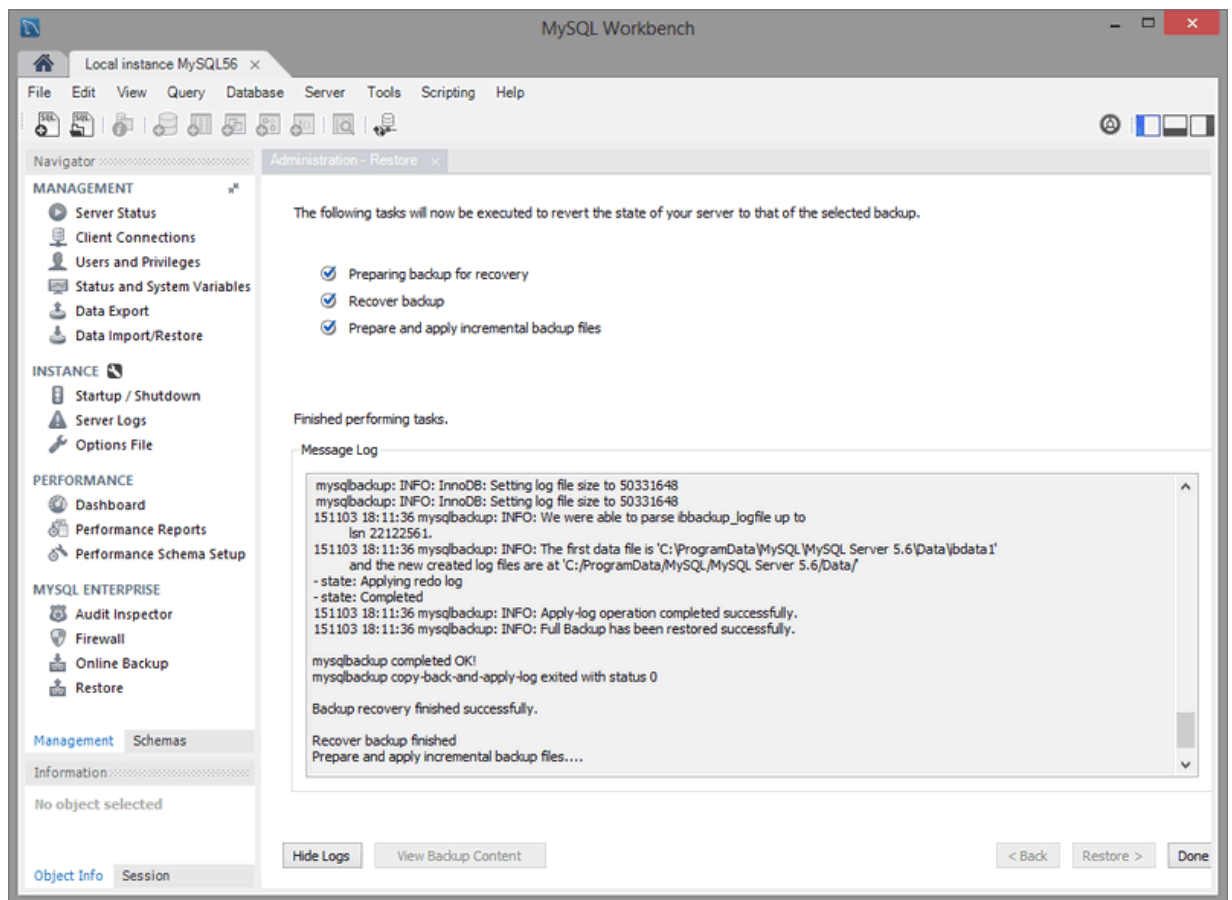 MySQL Workbench
Local instance MySQL56
File Edit View Query Database Server Tools Scripting Help
Navigator
Administration - Restore
MANAGEMENT
Server Status
Client Connections
Users and Privileges
Status and System Variables
Data Export
Data Import/Restore
INSTANCE
Startup / Shutdown
Server Logs
Options File
PERFORMANCE
Dashboard
Performance Reports
Performance Schema Setup
MYSQL ENTERPRISE
Audit Inspector
Firewall
Online Backup
Restore
Management Schemas
Information
No object selected
Object Info Session
The following tasks will now be executed to revert the state of your server to that of the selected backup.
Preparing backup for recovery
Recover backup
Prepare and apply incremental backup files
Finished performing tasks.
Message Log
mysqlbackup: INFO: InnoDB: Setting log file size to 50331648
mysqlbackup: INFO: InnoDB: Setting log file size to 50331648
151103 18:11:36 mysqlbackup: INFO: We were able to parse ibbackup_logfile up to
lsn 22122561.
151103 18:11:36 mysqlbackup: INFO: The first data file is 'C:\ProgramData\MySQL\MySQL Server 5.6\Data\ibdata1'
and the new created log files are at 'C:/ProgramData/MySQL/MySQL Server 5.6/Data/'
- state: Applying redo log
- state: Completed
151103 18:11:36 mysqlbackup: INFO: Apply-log operation completed successfully.
151103 18:11:36 mysqlbackup: INFO: Full Backup has been restored successfully.
mysqlbackup completed OK!
mysqlbackup copy-back-and-apply-log exited with status 0
Backup recovery finished successfully.
Recover backup finished
Prepare and apply incremental backup files....
Hide Logs View Backup Content < Back Restore > Done